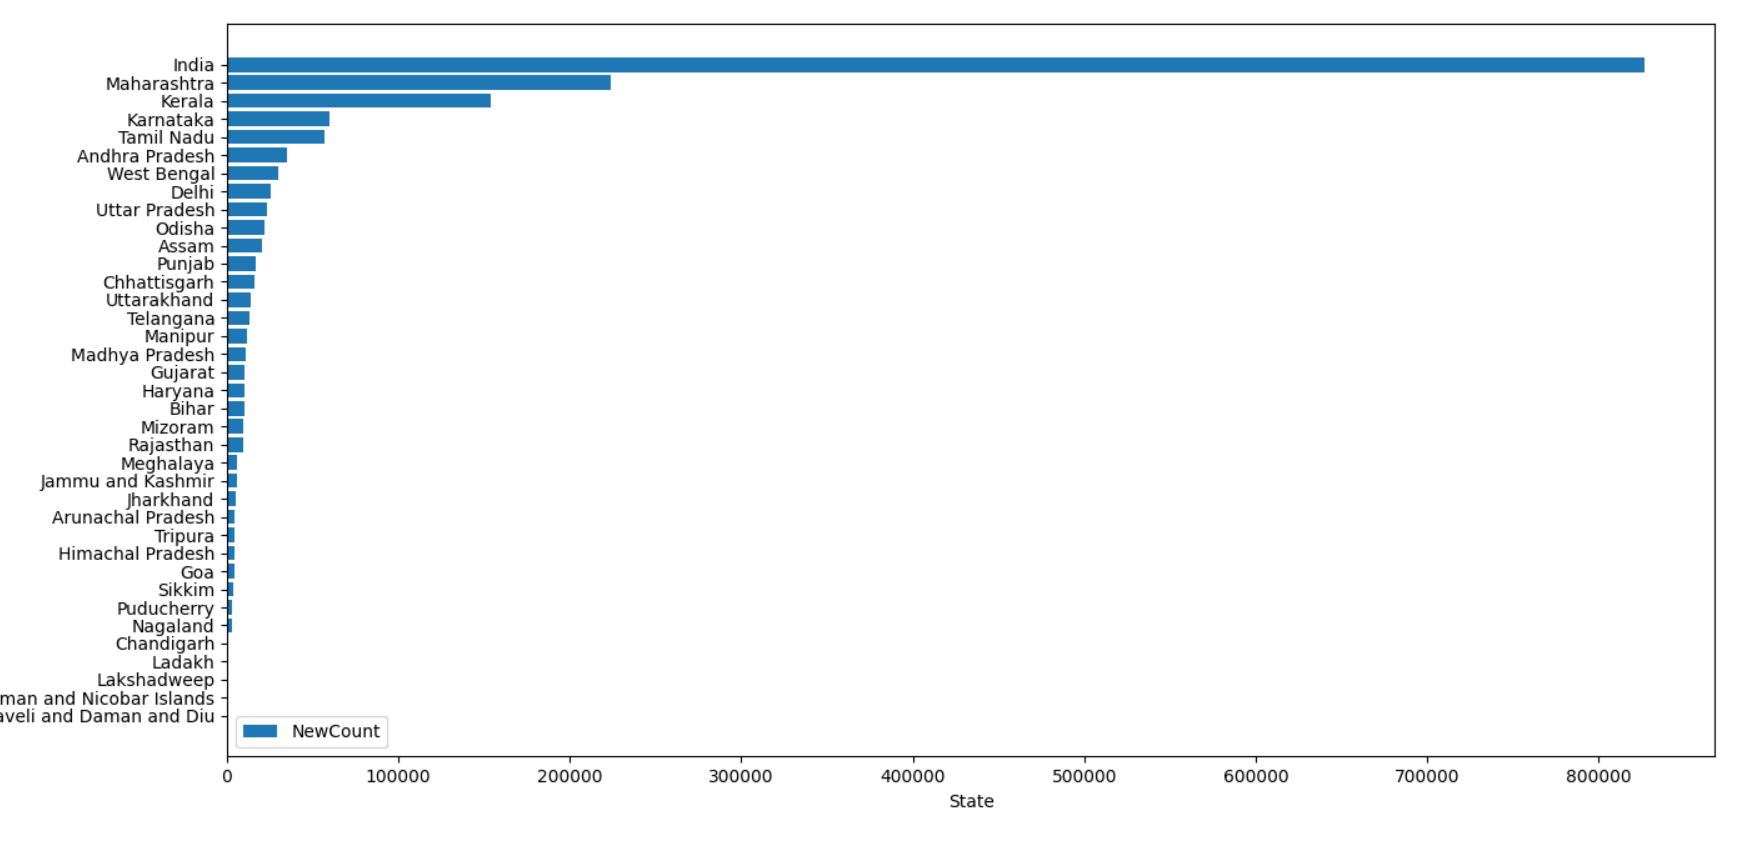 India
Maharashtra
Kerala
Karnataka
Tamil Nadu
Andhra Pradesh
West Bengal
Delhi
Uttar Pradesh
Odisha
Assam
Punjab
Chhattisgarh
Uttarakhand
Telangana
Manipur
Madhya Pradesh
Gujarat
Haryana
Bihar
Mizoram
Rajasthan
Meghalaya
Jammu and Kashmir
Jharkhand
Arunachal Pradesh
Tripura
Himachal Pradesh
Goa
Sikkim
Puducherry
Nagaland
Chandigarh
Ladakh
Lakshadweep
man and Nicobar Islands
aveli and Daman and Diu
NewCount
0 100000 200000 300000 400000 500000 600000 700000 800000
State